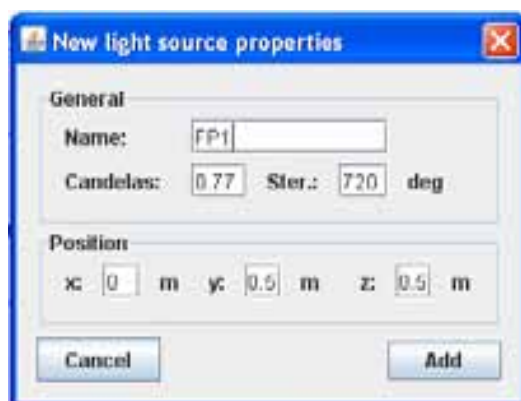 New light source properties
General
Name: FP1
Candelas: 0.77 Ster.: 720 deg
Position
x: 0 m y: 0.5 m z: 0.5 m
Cancel Add